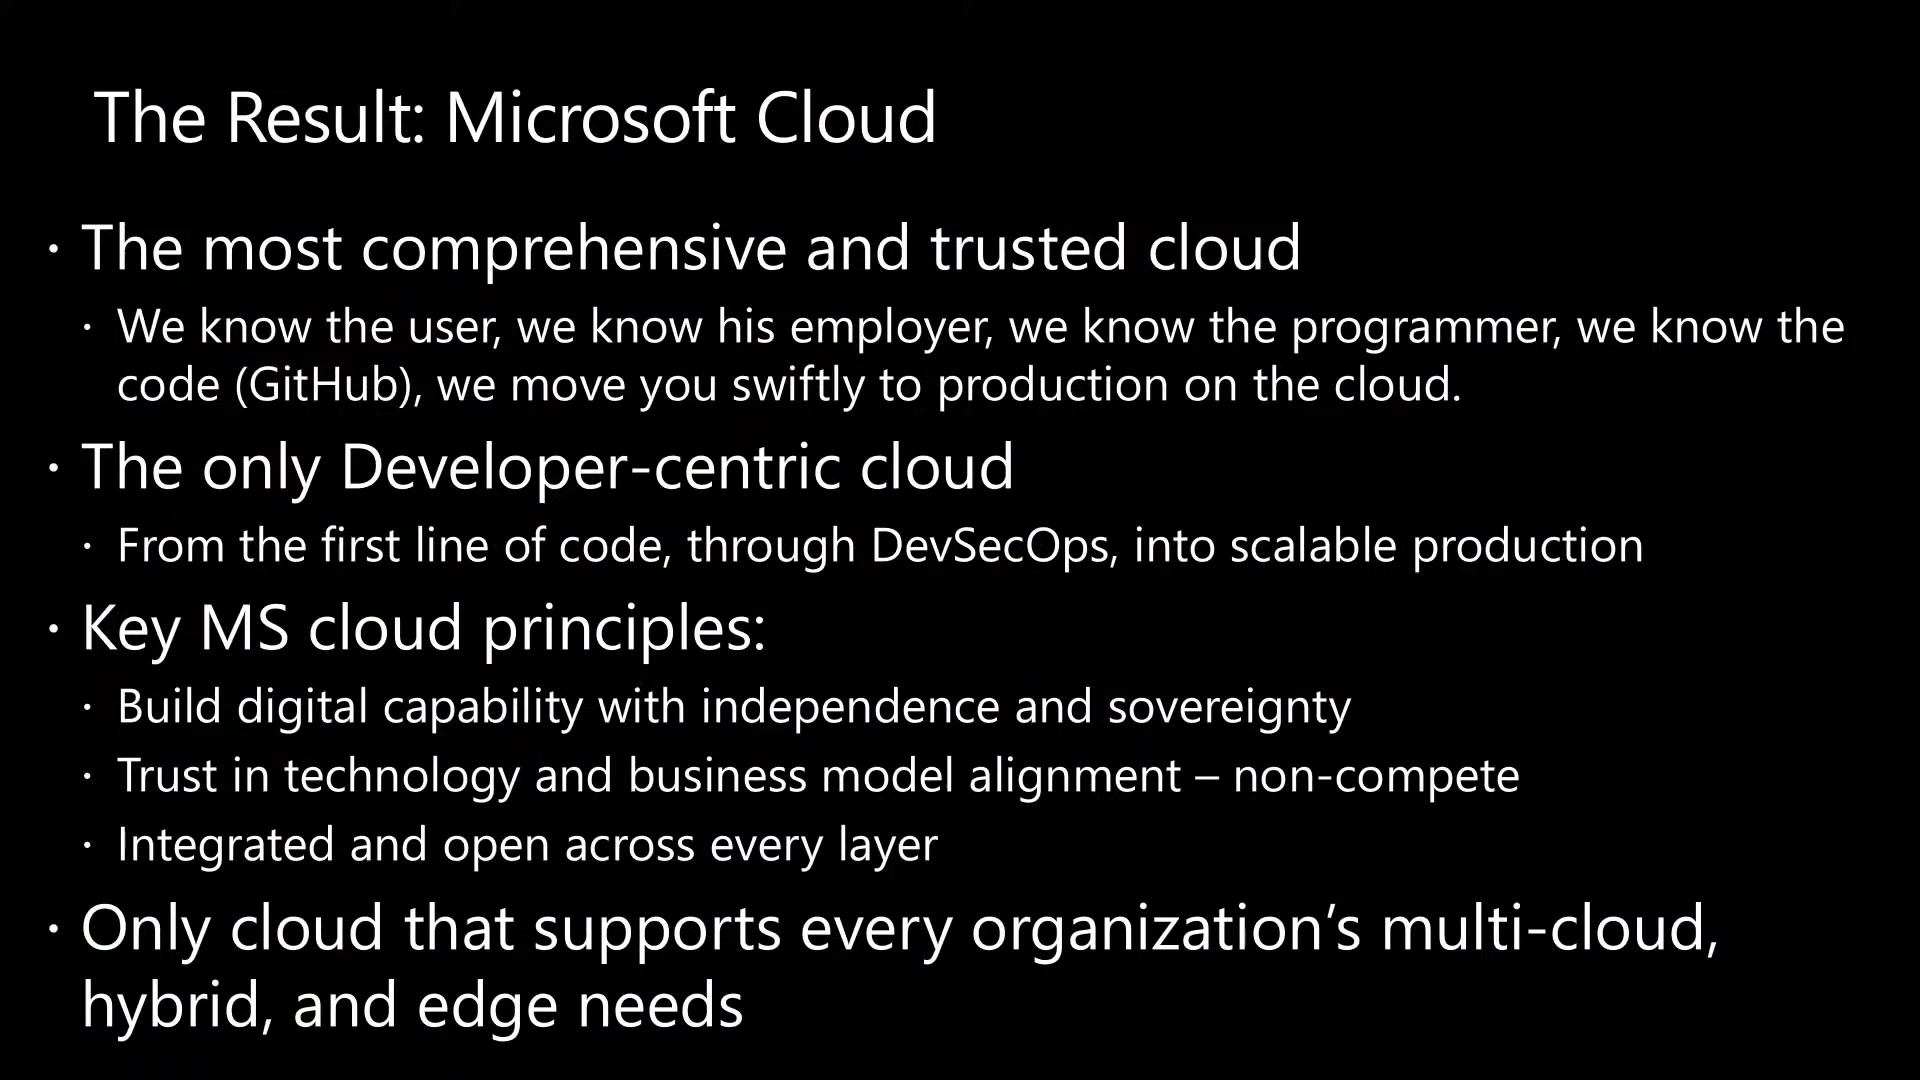 The Result: Microsoft Cloud
· The most comprehensive and trusted cloud
· We know the user, we know his employer, we know the programmer, we know the
code (GitHub), we move you swiftly to production on the cloud.
· The only Developer-centric cloud
· From the first line of code, through DevSecOps, into scalable production
· Key MS cloud principles:
· Build digital capability with independence and sovereignty
· Trust in technology and business model alignment – non-compete
· Integrated and open across every layer
· Only cloud that supports every organization’s multi-cloud,
hybrid, and edge needs